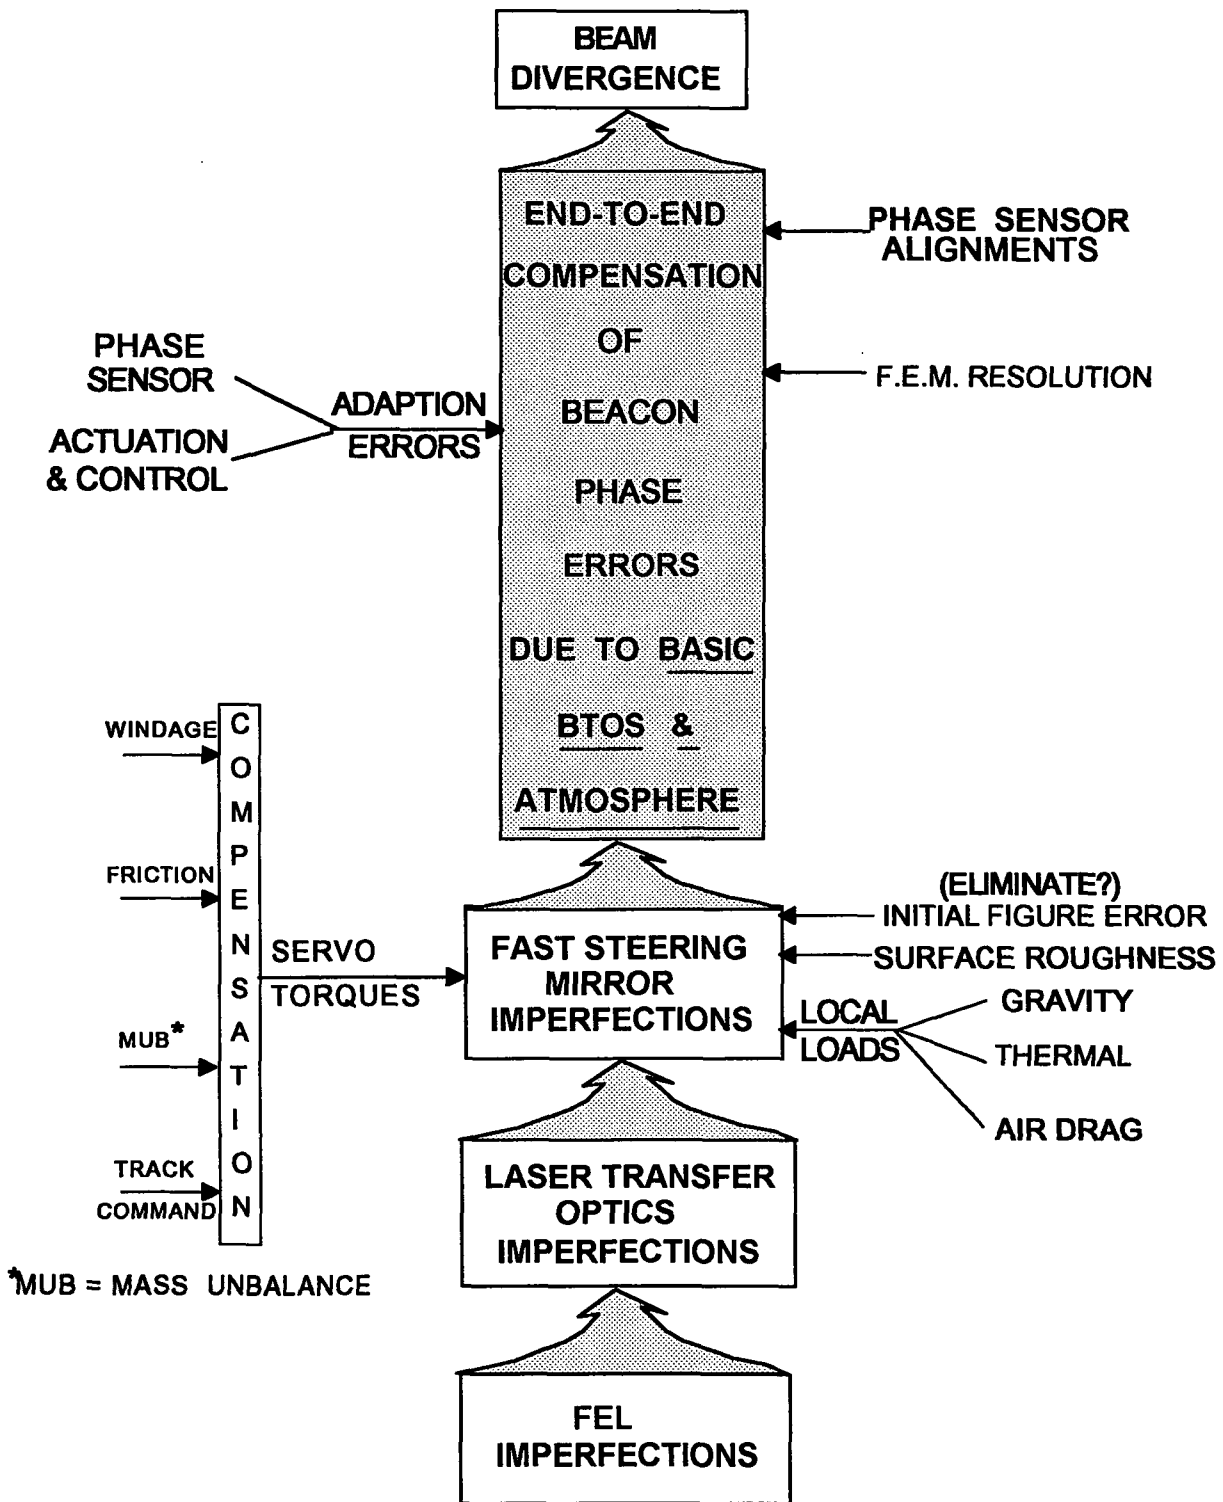 BEAM
DIVERGENCE
END-TO-END
COMPENSATION
OF
BEACON
PHASE
ERRORS
DUE TO BASIC
BTOS &
ATMOSPHERE
PHASE SENSOR
ALIGNMENTS
F.E.M. RESOLUTION
PHASE
SENSOR
ACTUATION
& CONTROL
ADAPTION
ERRORS
WINDAGE
FRICTION
MUB*
TRACK
COMMAND
COMPENSATION
SERVO
TORQUES
FAST STEERING
MIRROR
IMPERFECTIONS
(ELIMINATE?)
INITIAL FIGURE ERROR
SURFACE ROUGHNESS
LOCAL
LOADS
GRAVITY
THERMAL
AIR DRAG
LASER TRANSFER
OPTICS
IMPERFECTIONS
*MUB = MASS UNBALANCE
FEL
IMPERFECTIONS